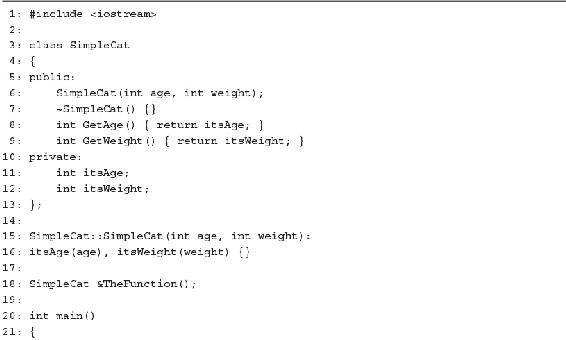 1: #include <iostream>
2:
3: class SimpleCat
4: {
5: public:
6:     SimpleCat(int age, int weight);
7:     ~SimpleCat() {}
8:     int GetAge() { return itsAge; }
9:     int GetWeight() { return itsWeight; }
10: private:
11:     int itsAge;
12:     int itsWeight;
13: };
14:
15: SimpleCat::SimpleCat(int age, int weight):
16: itsAge(age), itsWeight(weight) {}
17:
18: SimpleCat &TheFunction();
19:
20: int main()
21: {